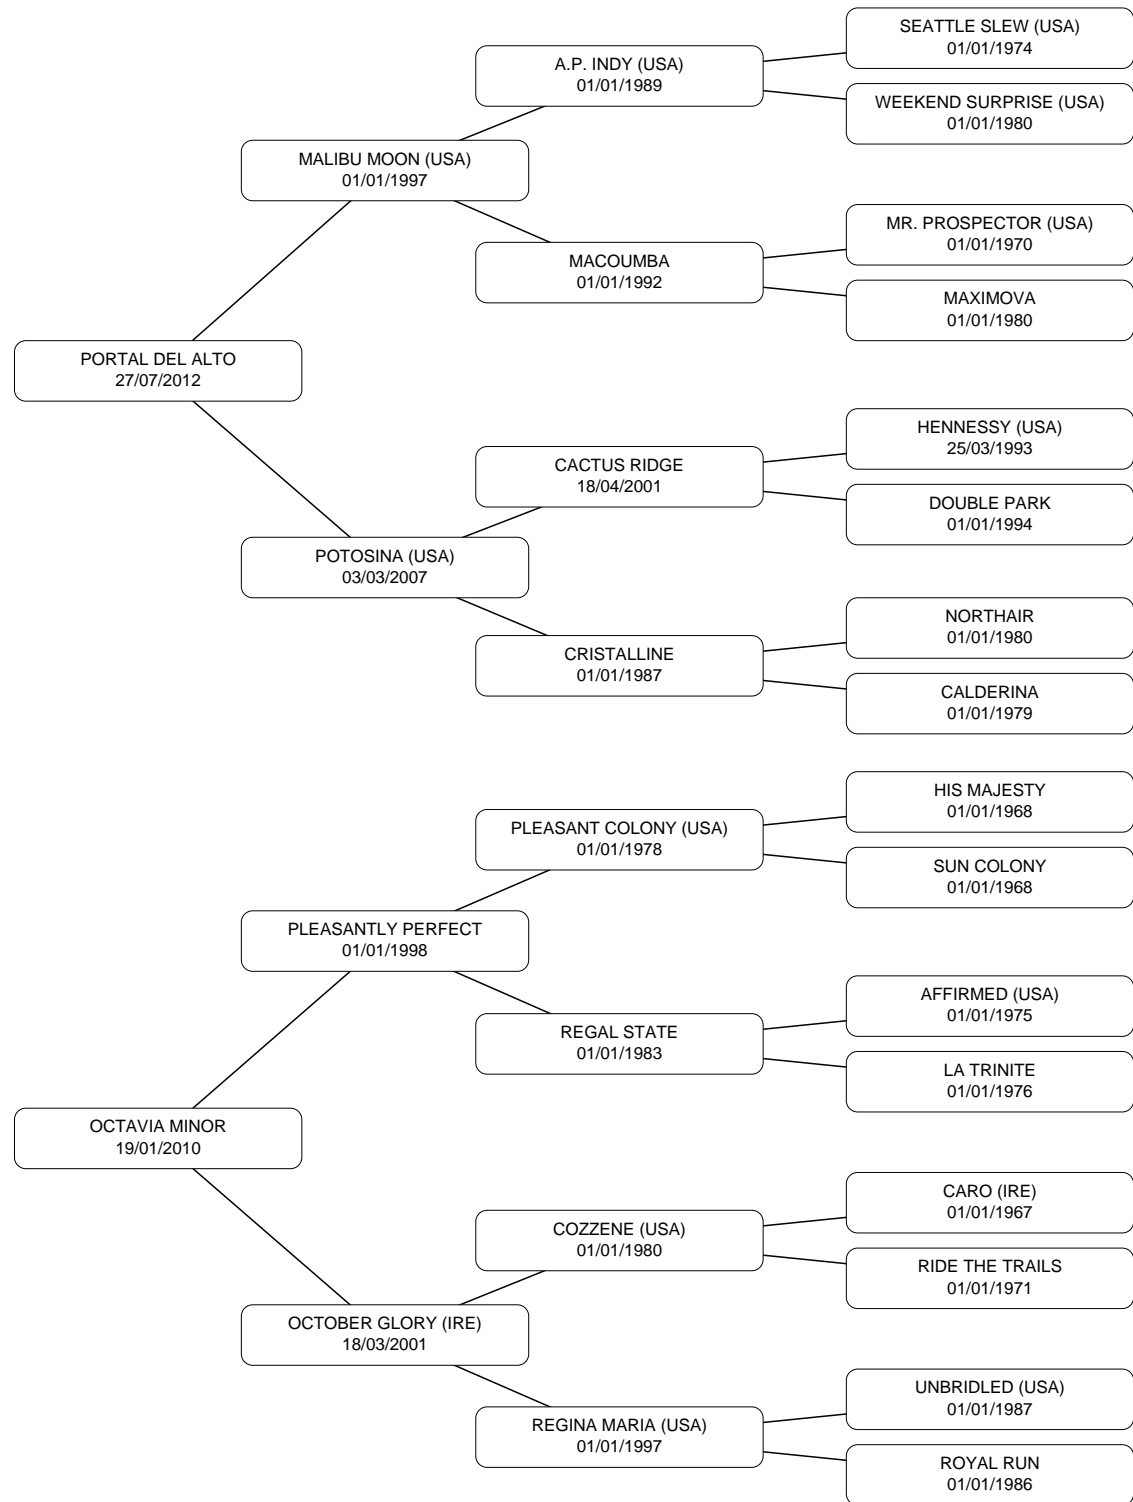 SEATTLE SLEW (USA)
01/01/1974
A.P. INDY (USA)
01/01/1989
WEEKEND SURPRISE (USA)
01/01/1980
MALIBU MOON (USA)
01/01/1997
MR. PROSPECTOR (USA)
01/01/1970
MACOUMBA
01/01/1992
MAXIMOVA
01/01/1980
PORTAL DEL ALTO
27/07/2012
HENNESSY (USA)
25/03/1993
CACTUS RIDGE
18/04/2001
DOUBLE PARK
01/01/1994
POTOSINA (USA)
03/03/2007
NORTHAIR
01/01/1980
CRISTALLINE
01/01/1987
CALDERINA
01/01/1979
HIS MAJESTY
01/01/1968
PLEASANT COLONY (USA)
01/01/1978
SUN COLONY
01/01/1968
PLEASANTLY PERFECT
01/01/1998
AFFIRMED (USA)
01/01/1975
REGAL STATE
01/01/1983
LA TRINITE
01/01/1976
OCTAVIA MINOR
19/01/2010
CARO (IRE)
01/01/1967
COZZENE (USA)
01/01/1980
RIDE THE TRAILS
01/01/1971
OCTOBER GLORY (IRE)
18/03/2001
UNBRIDLED (USA)
01/01/1987
REGINA MARIA (USA)
01/01/1997
ROYAL RUN
01/01/1986